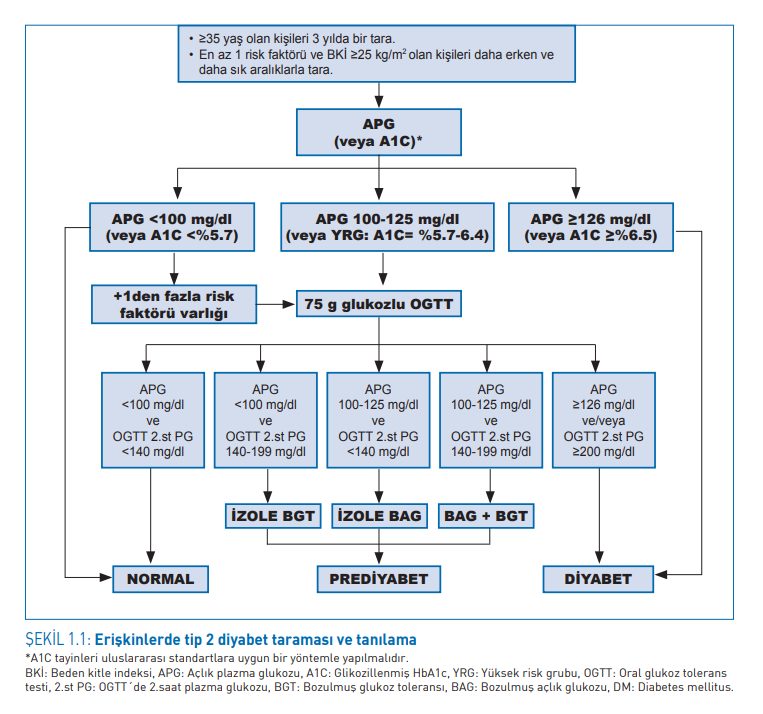 • ≥35 yaş olan kişileri 3 yılda bir tara.
• En az 1 risk faktörü ve BKİ ≥25 kg/m² olan kişileri daha erken ve
daha sık aralıklarla tara.
APG
(veya A1C)*
APG <100 mg/dl
(veya A1C <%5.7)
APG 100-125 mg/dl
(veya YRG: A1C= %5.7-6.4)
APG ≥126 mg/dl
(veya A1C ≥%6.5)
+1den fazla risk
faktörü varlığı
75 g glukozlu OGTT
APG
<100 mg/dl
ve
OGTT 2.st PG
<140 mg/dl
APG
<100 mg/dl
ve
OGTT 2.st PG
140-199 mg/dl
APG
100-125 mg/dl
ve
OGTT 2.st PG
<140 mg/dl
APG
100-125 mg/dl
ve
OGTT 2.st PG
140-199 mg/dl
APG
≥126 mg/dl
ve/veya
OGTT 2.st PG
≥200 mg/dl
İZOLE BGT
İZOLE BAG
BAG + BGT
NORMAL
PREDİYABET
DİYABET
ŞEKİL 1.1: Erişkinlerde tip 2 diyabet taraması ve tanılama
*A1C tayinleri uluslararası standartlara uygun bir yöntemle yapılmalıdır.
BKİ: Beden kitle indeksi, APG: Açlık plazma glukozu, A1C: Glikozillenmiş HbA1c, YRG: Yüksek risk grubu, OGTT: Oral glukoz tolerans
testi, 2.st PG: OGTT´de 2.saat plazma glukozu, BGT: Bozulmuş glukoz toleransı, BAG: Bozulmuş açlık glukozu, DM: Diabetes mellitus.